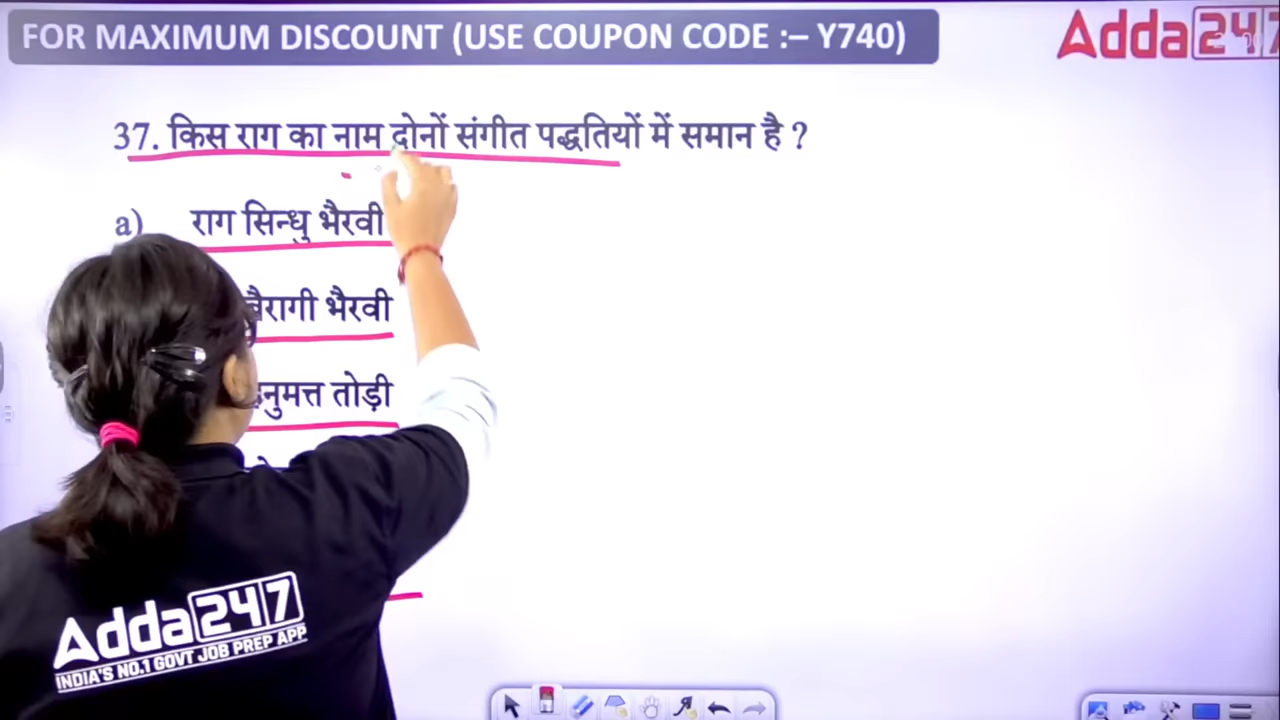 FOR MAXIMUM DISCOUNT (USE COUPON CODE :– Y740)
Adda247
37. किस राग का नाम दोनों संगीत पद्धतियों में समान है ?
a) राग सिन्धु भैरवी
भैरवी
तोड़ी
Adda247
INDIA'S NO.1 GOVT JOB PREP APP